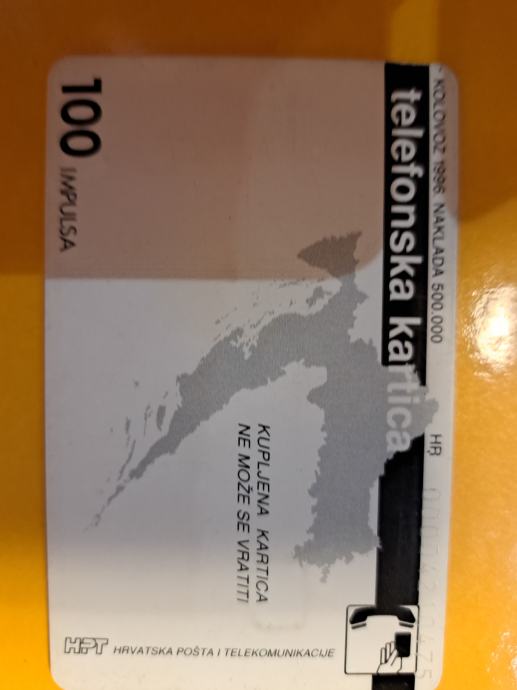 KOLOVOZ 1996 NAKLADA 500.000
HR
telefonska kartica
KUPLJENA KARTICA
NE MOŽE SE VRATITI
100 IMPULSA
HPT HRVATSKA POŠTA I TELEKOMUNIKACIJE